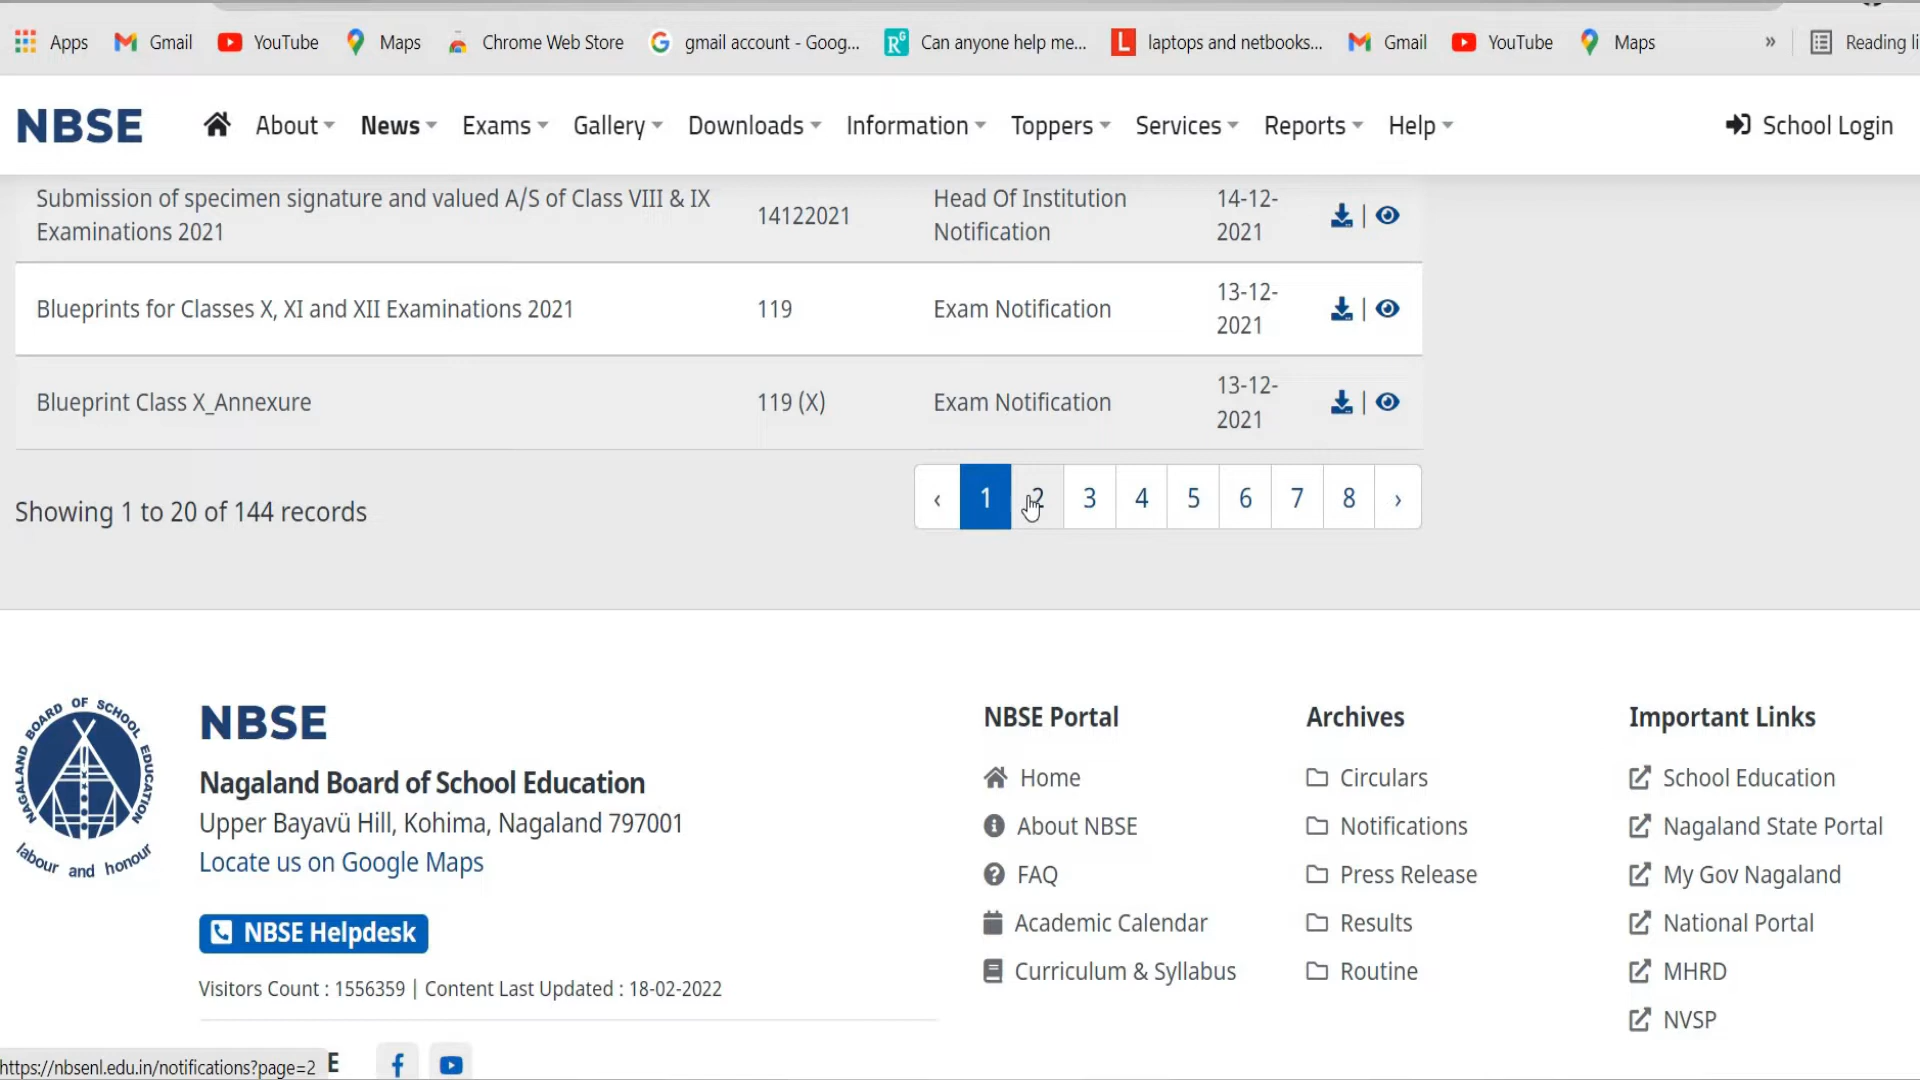 Apps Gmail YouTube Maps Chrome Web Store gmail account - Goog... Can anyone help me... laptops and netbooks... Gmail YouTube Maps » Reading li
NBSE About News Exams Gallery Downloads Information Toppers Services Reports Help School Login
Submission of specimen signature and valued A/S of Class VIII & IX
Examinations 2021
14122021
Head Of Institution
Notification
14-12-
2021
|
Blueprints for Classes X, XI and XII Examinations 2021
119
Exam Notification
13-12-
2021
|
Blueprint Class X_Annexure
119 (X)
Exam Notification
13-12-
2021
|
Showing 1 to 20 of 144 records
‹ 1 2 3 4 5 6 7 8 ›
NAGALAND BOARD OF SCHOOL EDUCATION
labour and honour
NBSE
Nagaland Board of School Education
Upper Bayavü Hill, Kohima, Nagaland 797001
Locate us on Google Maps
NBSE Helpdesk
Visitors Count : 1556359 | Content Last Updated : 18-02-2022
NBSE Portal
Home
About NBSE
FAQ
Academic Calendar
Curriculum & Syllabus
Archives
Circulars
Notifications
Press Release
Results
Routine
Important Links
School Education
Nagaland State Portal
My Gov Nagaland
National Portal
MHRD
NVSP
https://nbsenl.edu.in/notifications?page=2 E